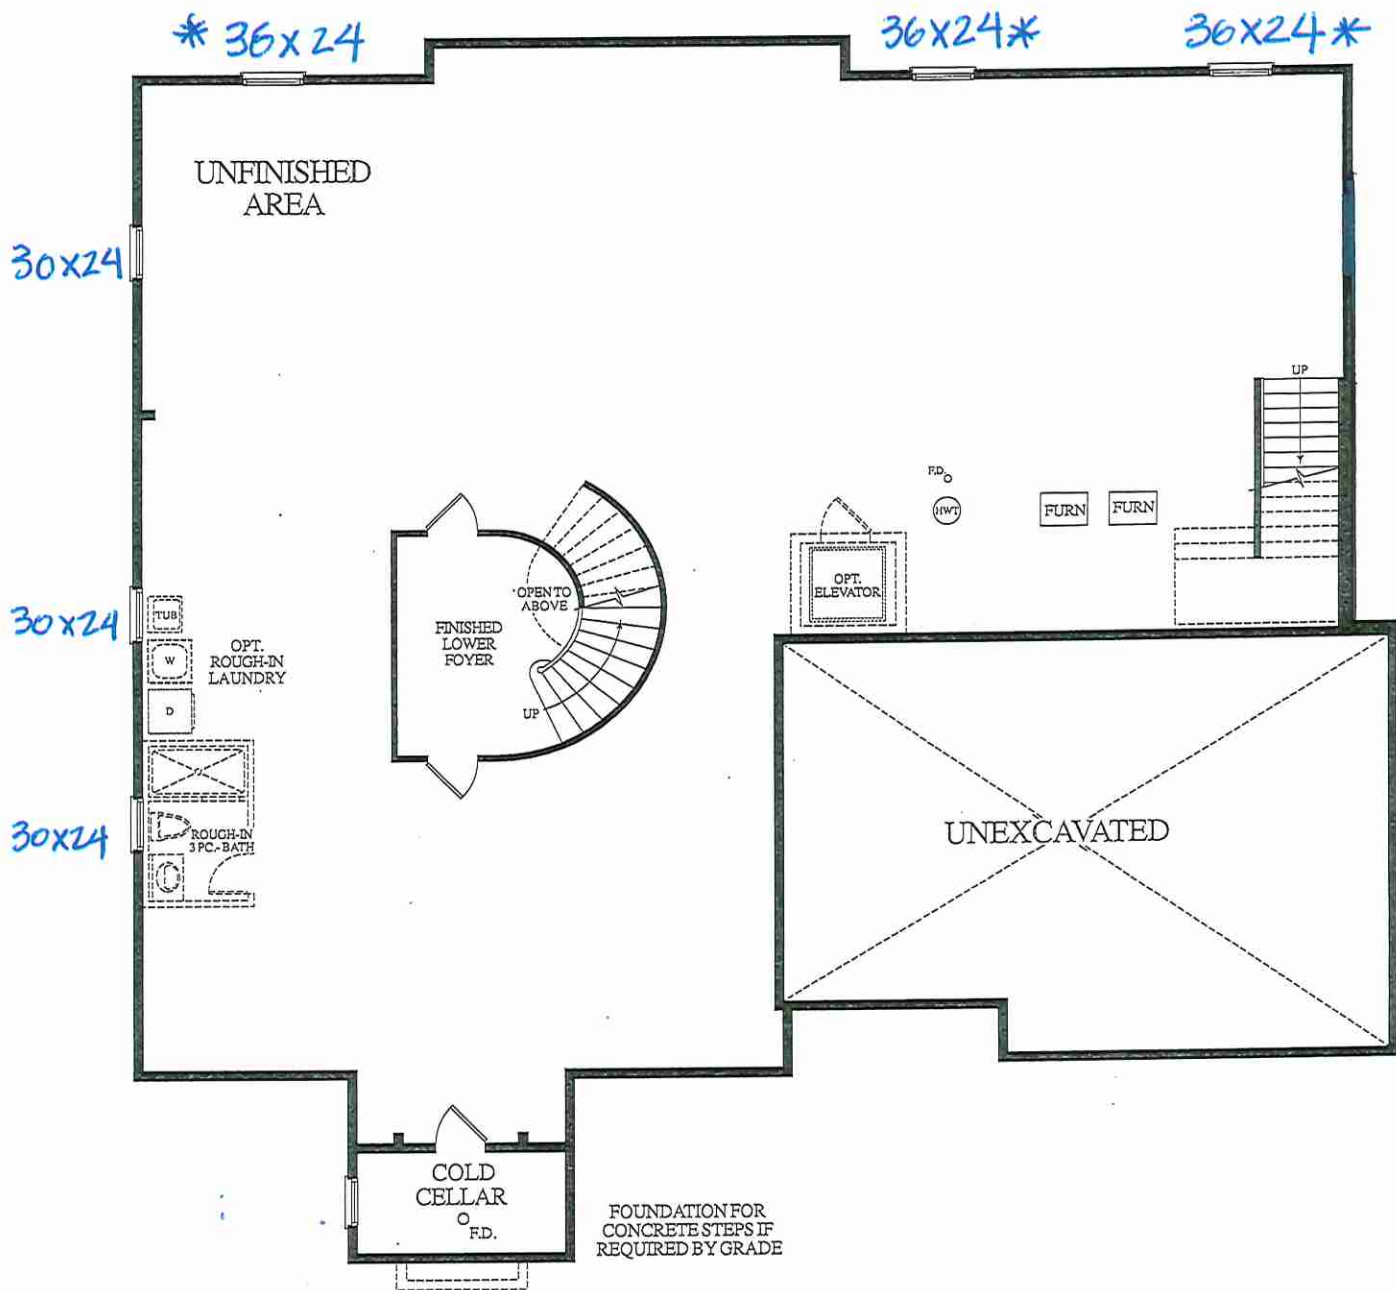 * 36x24
36x24*
36x24*
UNFINISHED
AREA
30x24
UP
F.D.
HWT
FURN
FURN
OPT.
ELEVATOR
OPEN TO
ABOVE
FINISHED
LOWER
FOYER
UP
30x24
TUB
W
D
OPT.
ROUGH-IN
LAUNDRY
30x24
ROUGH-IN
3 PC.- BATH
UNEXCAVATED
COLD
CELLAR
F.D.
FOUNDATION FOR
CONCRETE STEPS IF
REQUIRED BY GRADE